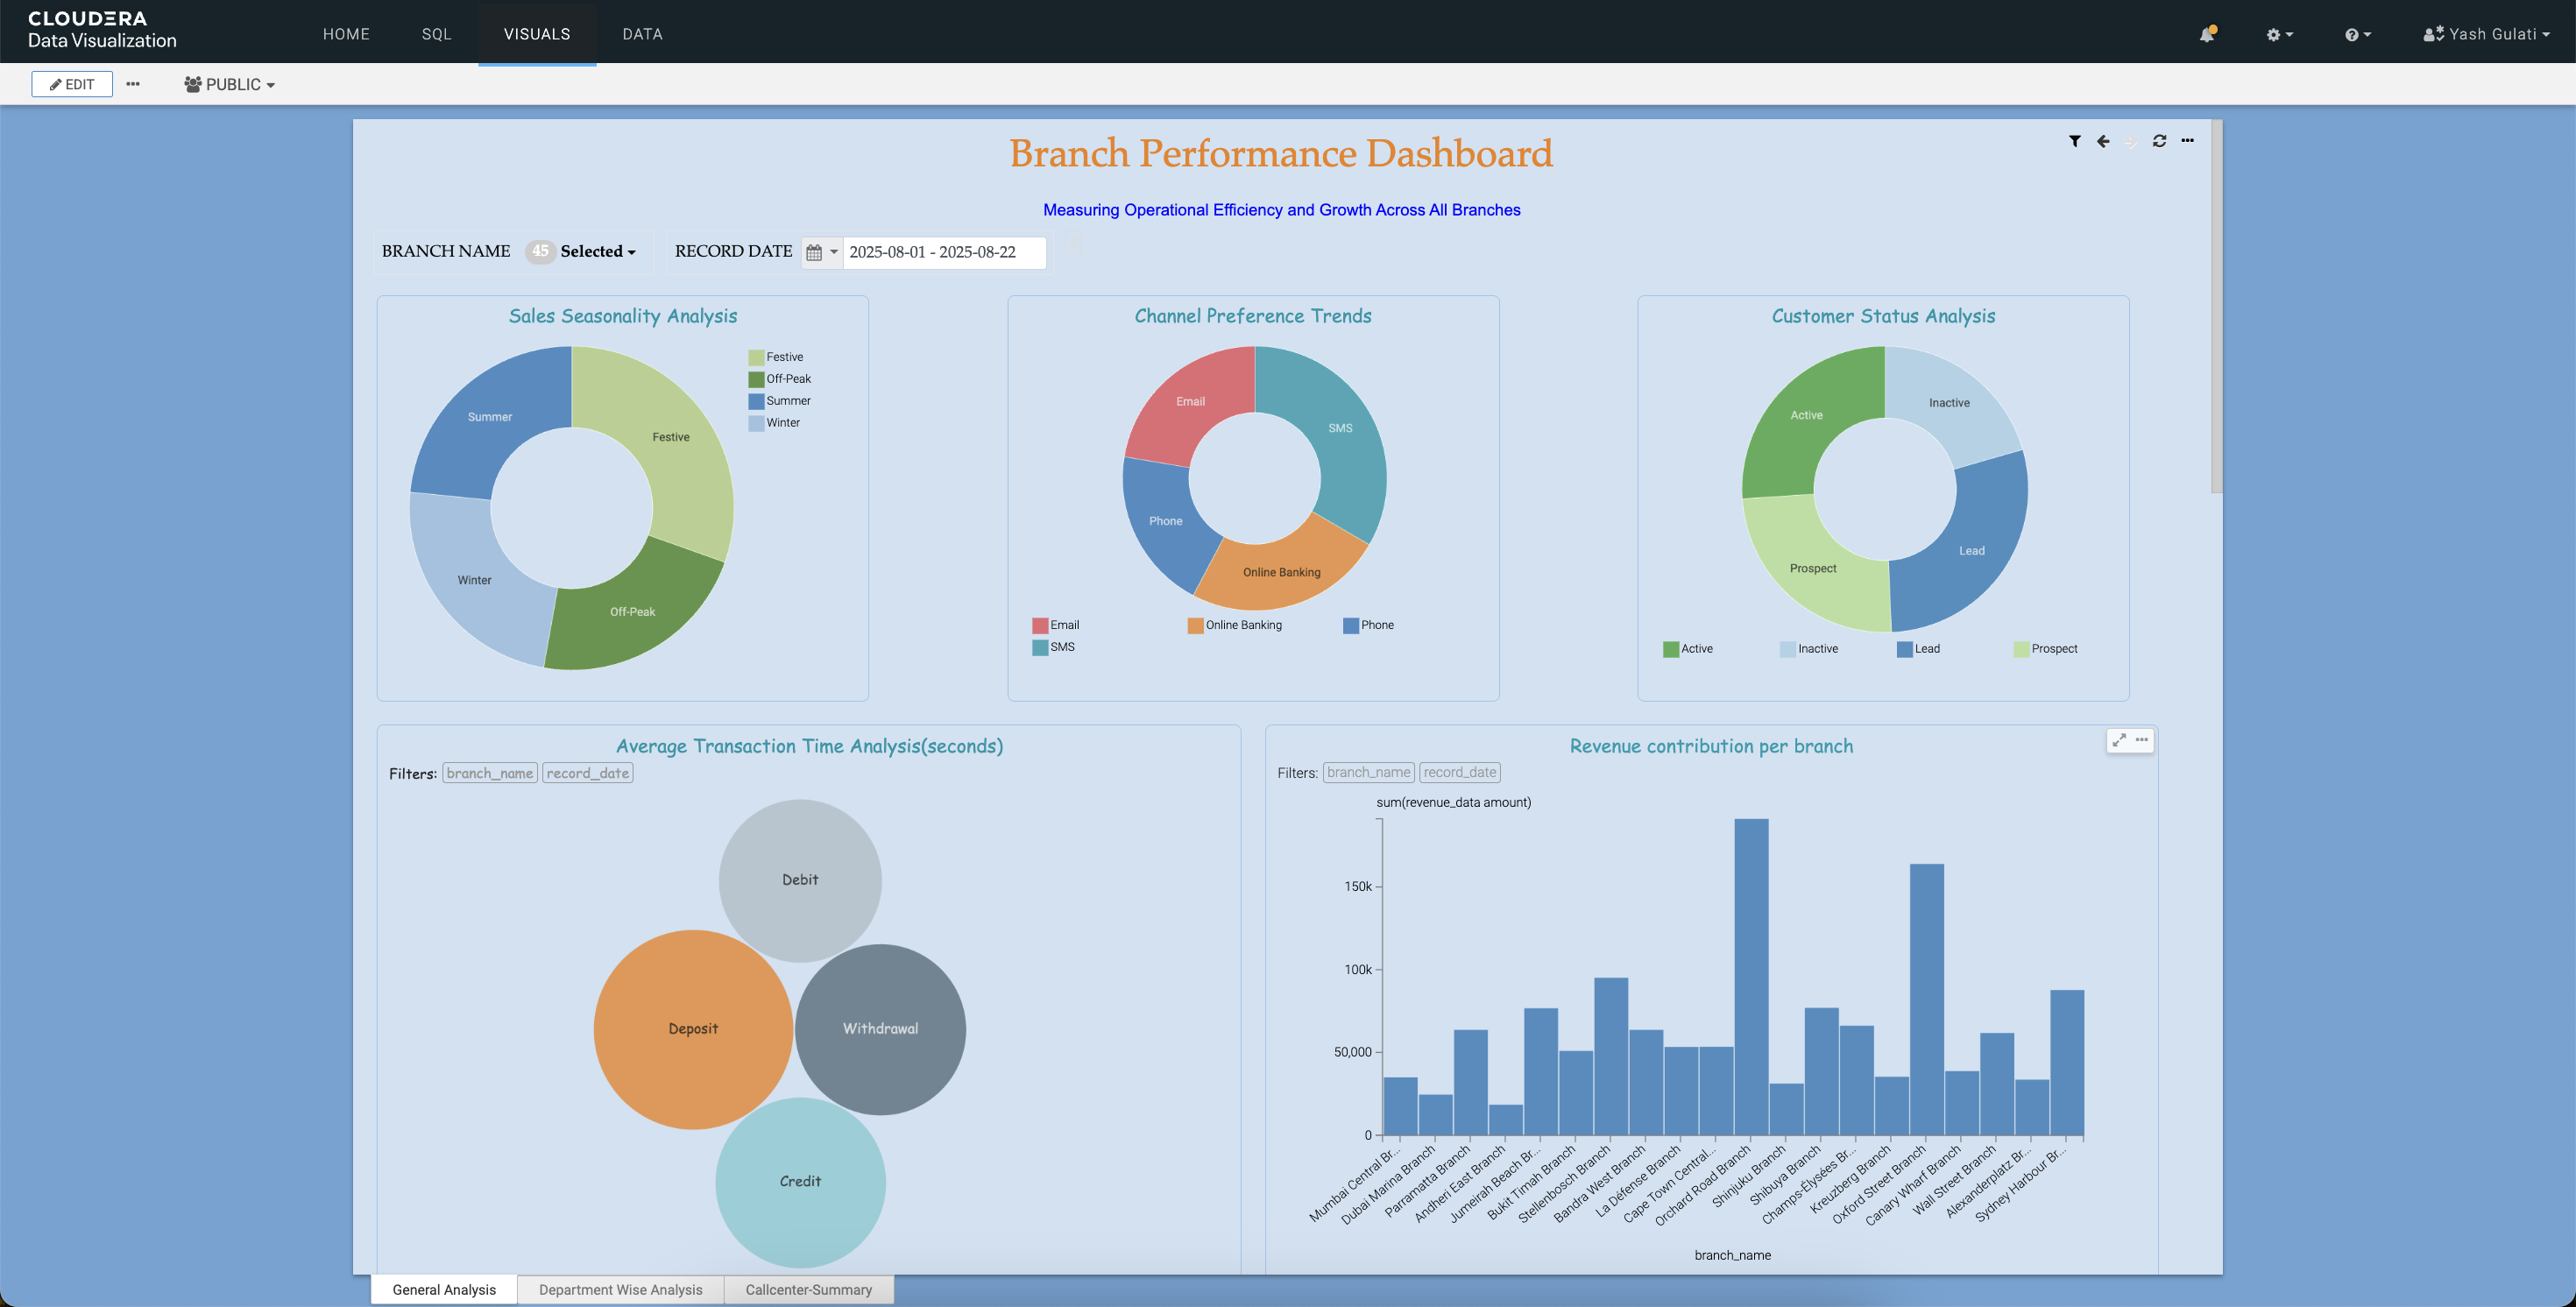 CLOUDERA
Data Visualization
HOME SQL VISUALS DATA
Yash Gulati
EDIT
PUBLIC
Branch Performance Dashboard
Measuring Operational Efficiency and Growth Across All Branches
BRANCH NAME 45 Selected
RECORD DATE 2025-08-01 - 2025-08-22
Sales Seasonality Analysis
Summer
Festive
Winter
Off-Peak
Festive
Off-Peak
Summer
Winter
Channel Preference Trends
Email
SMS
Phone
Online Banking
Email Online Banking Phone
SMS
Customer Status Analysis
Active
Inactive
Lead
Prospect
Active Inactive Lead Prospect
Average Transaction Time Analysis(seconds)
Filters: branch_name record_date
Debit
Deposit
Withdrawal
Credit
Revenue contribution per branch
Filters: branch_name record_date
sum(revenue_data amount)
150k
100k
50,000
0
Mumbai Central Br...
Dubai Marina Branch
Parramatta Branch
Andheri East Branch
Jumeirah Beach Br...
Bukit Timah Branch
Stellenbosch Branch
Bandra West Branch
La Défense Branch
Cape Town Central...
Orchard Road Branch
Shinjuku Branch
Shibuya Branch
Champs-Élysées Br...
Kreuzberg Branch
Oxford Street Branch
Canary Wharf Branch
Wall Street Branch
Alexanderplatz Br...
Sydney Harbour Br...
branch_name
General Analysis Department Wise Analysis Callcenter-Summary